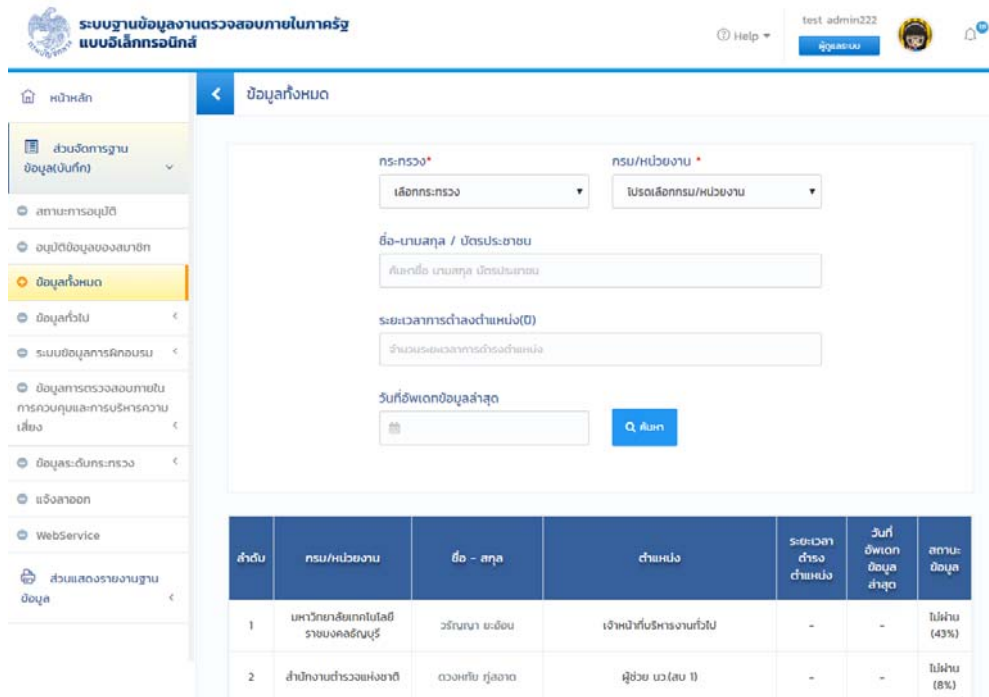 ระบบฐานข้อมูลงานตรวจสอบภายในภาครัฐ
แบบอิเล็กทรอนิกส์
Help
test admin222
ผู้ดูแลระบบ
หน้าหลัก
ส่วนจัดการฐาน
ข้อมูล(บันทึก)
สถานะการอนุมัติ
อนุมัติข้อมูลของสมาชิก
ข้อมูลทั้งหมด
ข้อมูลทั่วไป
ระบบข้อมูลการฝึกอบรม
ข้อมูลการตรวจสอบภายใน
การควบคุมและการบริหารความ
เสี่ยง
ข้อมูลระดับกระทรวง
แจ้งลาออก
WebService
ส่วนแสดงรายงานฐาน
ข้อมูล
ข้อมูลทั้งหมด
กระทรวง* กรม/หน่วยงาน *
เลือกกระทรวง โปรดเลือกกรม/หน่วยงาน
ชื่อ-นามสกุล / บัตรประชาชน
ค้นหาชื่อ นามสกุล บัตรประชาชน
ระยะเวลาการดำลงตำแหน่ง(ปี)
จำนวนระยะเวลาการดำรงตำแหน่ง
วันที่อัพเดทข้อมูลล่าสุด
ค้นหา
ลำดับ
กรม/หน่วยงาน
ชื่อ - สกุล
ตำแหน่ง
ระยะเวลา
ดำรง
ตำแหน่ง
วันที่
อัพเดท
ข้อมูล
ล่าสุด
สถานะ
ข้อมูล
1
มหาวิทยาลัยเทคโนโลยี
ราชมงคลธัญบุรี
วรัญญา ยะอ้อน
เจ้าหน้าที่บริหารงานทั่วไป
-
-
ไม่ผ่าน
(43%)
2
สำนักงานตำรวจแห่งชาติ
ดวงหทัย กู่สอาด
ผู้ช่วย นว.(สบ 1)
-
-
ไม่ผ่าน
(8%)